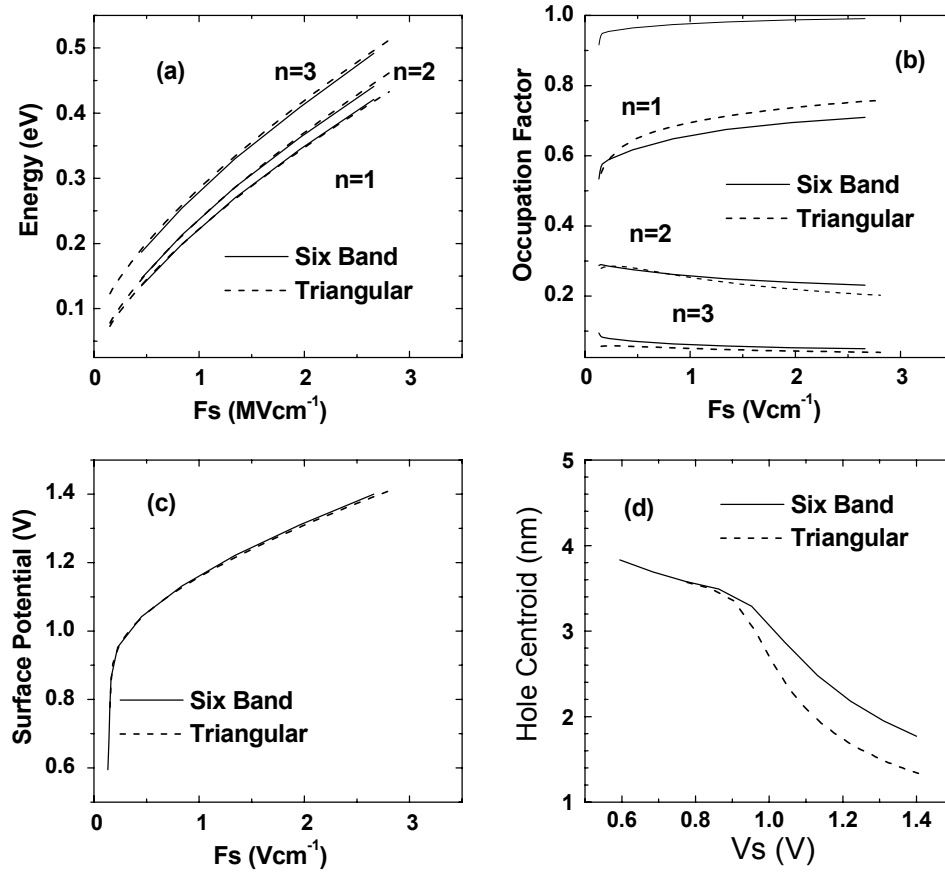 (a)
n=3
n=2
n=1
Six Band
Triangular
Energy (eV)
0.5
0.4
0.3
0.2
0.1
0
1
2
3
Fs (MVcm⁻¹)
(b)
n=1
Six Band
Triangular
n=2
n=3
Occupation Factor
1.0
0.8
0.6
0.4
0.2
0
1
2
3
Fs (Vcm⁻¹)
(c)
Six Band
Triangular
Surface Potential (V)
1.4
1.2
1.0
0.8
0.6
0
1
2
3
Fs (Vcm⁻¹)
(d)
Six Band
Triangular
Hole Centroid (nm)
5
4
3
2
1
0.6
0.8
1.0
1.2
1.4
Vs (V)